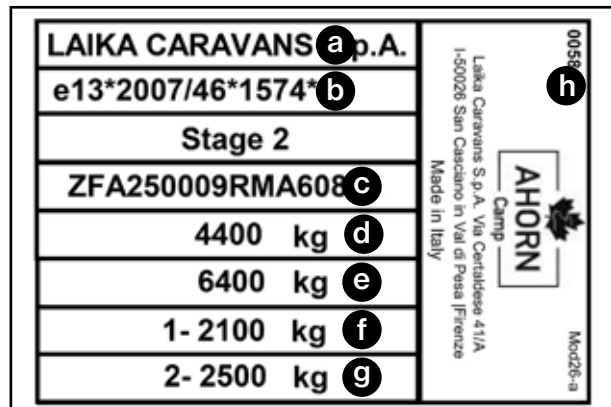 LAIKA CARAVANS a p.A.
e13*2007/46*1574* b
Stage 2
ZFA250009RMA608 c
4400 kg d
6400 kg e
1- 2100 kg f
2- 2500 kg g
0058
h
Laika Caravans S.p.A. Via Certaldese 41/A
I-50026 San Casciano in Val di Pesa |Firenze
Made in Italy
AHORN
Camp
Mod26-a